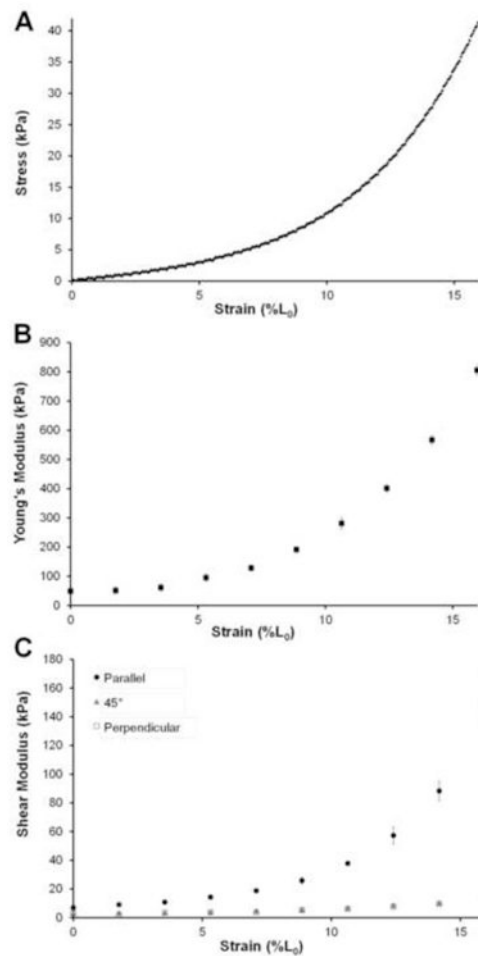 A
40
35
30
25
20
15
10
5
0
Stress (kPa)
0 5 10 15
Strain (%L₀)
B
900
800
700
600
500
400
300
200
100
0
Young's Modulus (kPa)
0 5 10 15
Strain (%L₀)
C
180
160
140
120
100
80
60
40
20
0
Shear Modulus (kPa)
Parallel
45°
Perpendicular
0 5 10 15
Strain (%L₀)